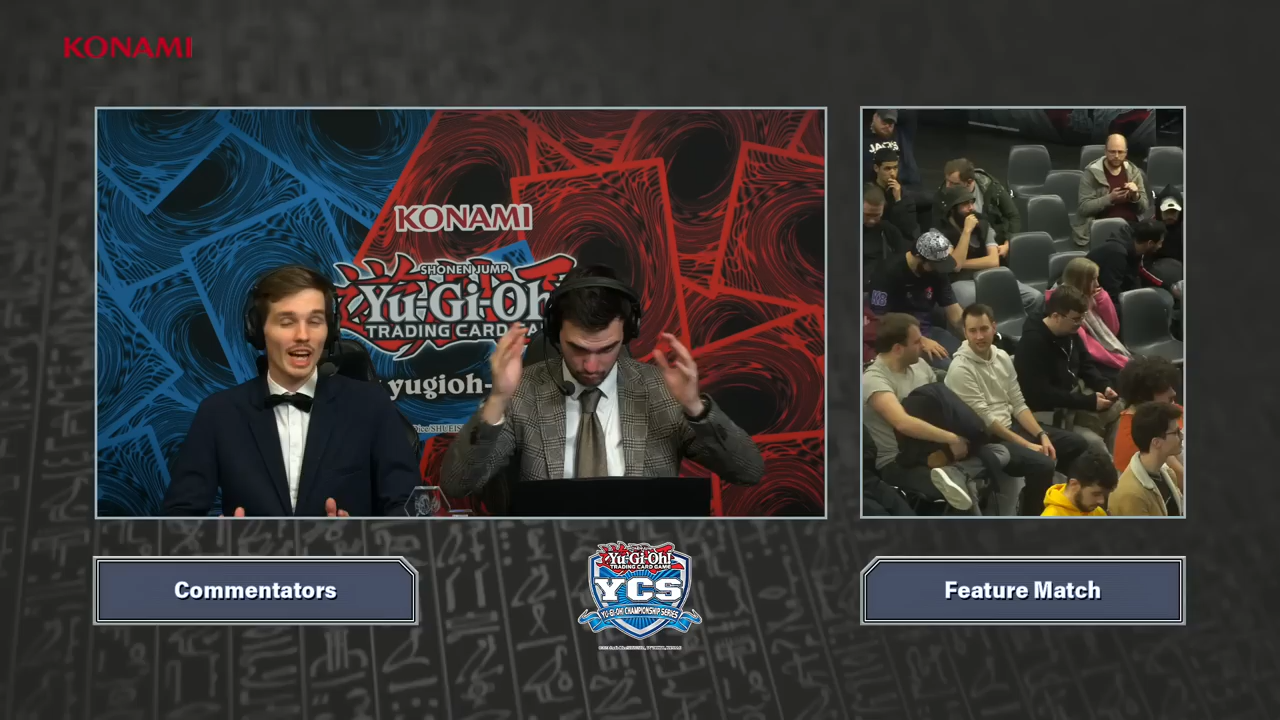 KONAMI
KONAMI
SHONEN JUMP
Yu-Gi-Oh
TRADING CARD GA
yugioh-
JACKS
Commentators
Yu-Gi-Oh!
TRADING CARD GAME
YCS
YU-GI-OH! CHAMPIONSHIP SERIES
Feature Match